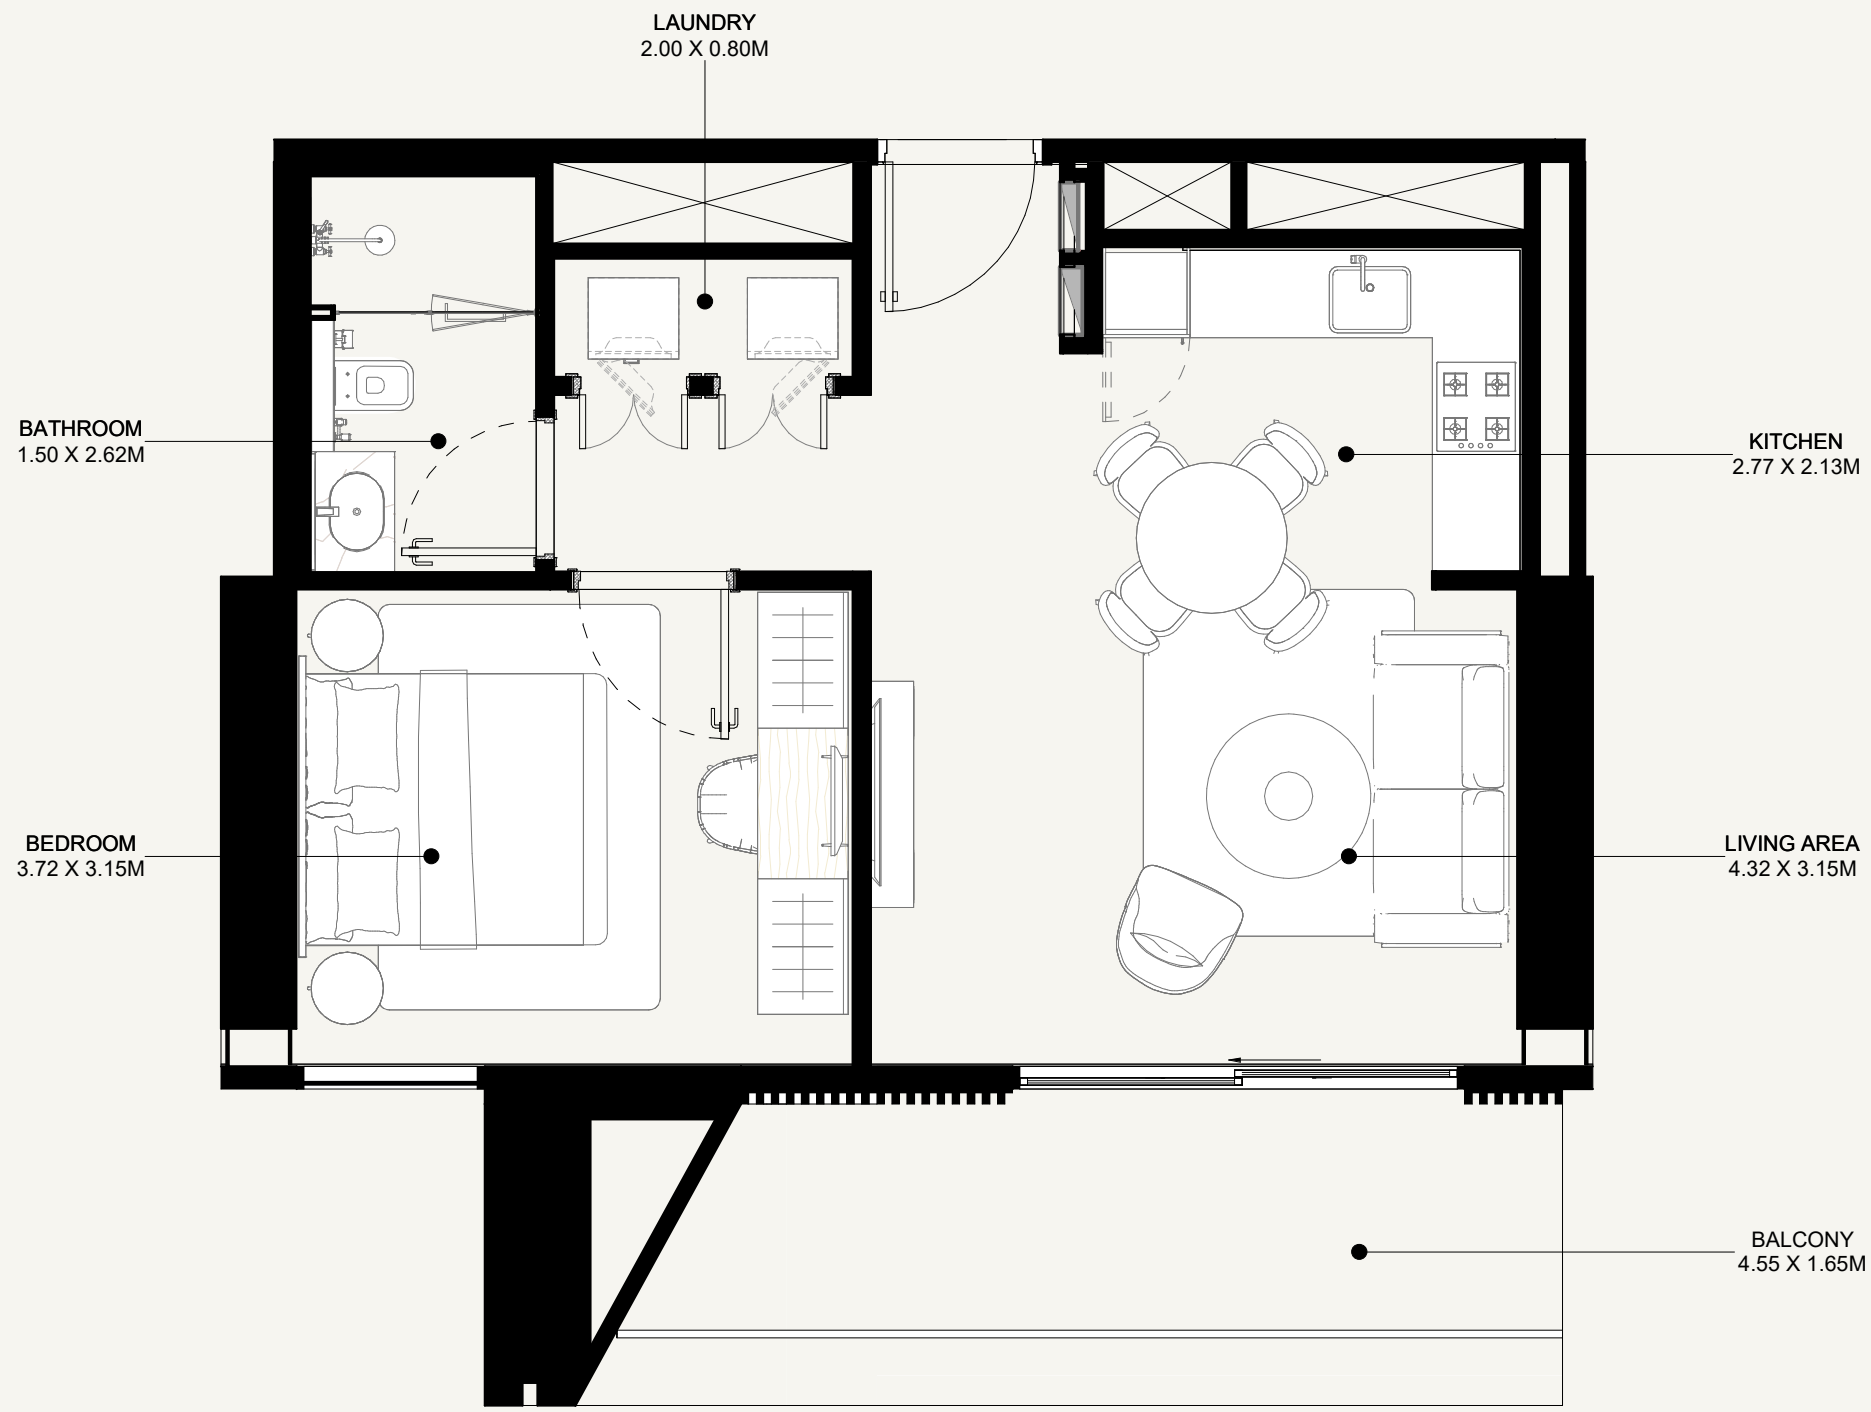 LAUNDRY
2.00 X 0.80M
BATHROOM
1.50 X 2.62M
KITCHEN
2.77 X 2.13M
BEDROOM
3.72 X 3.15M
LIVING AREA
4.32 X 3.15M
BALCONY
4.55 X 1.65M